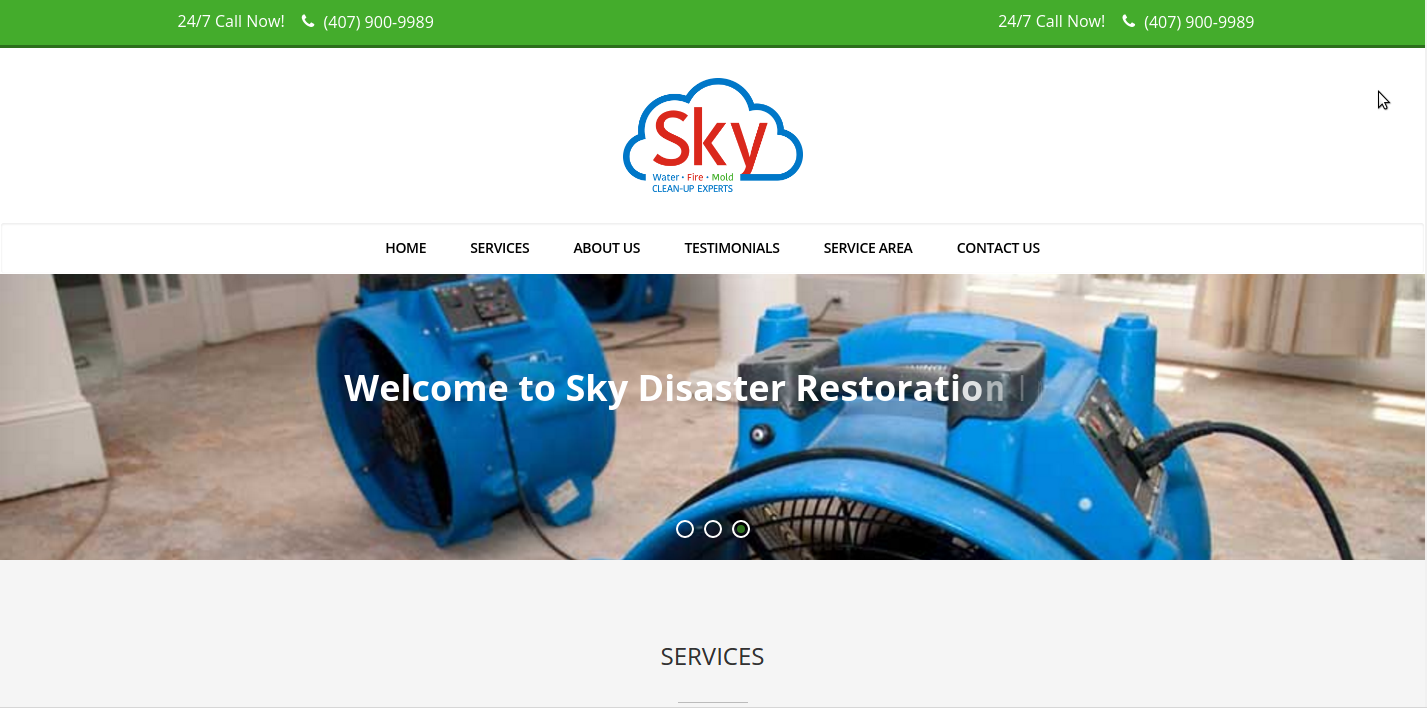 24/7 Call Now! (407) 900-9989
24/7 Call Now! (407) 900-9989
Sky
Water • Fire • Mold
CLEAN-UP EXPERTS
HOME SERVICES ABOUT US TESTIMONIALS SERVICE AREA CONTACT US
Welcome to Sky Disaster Restoration
SERVICES